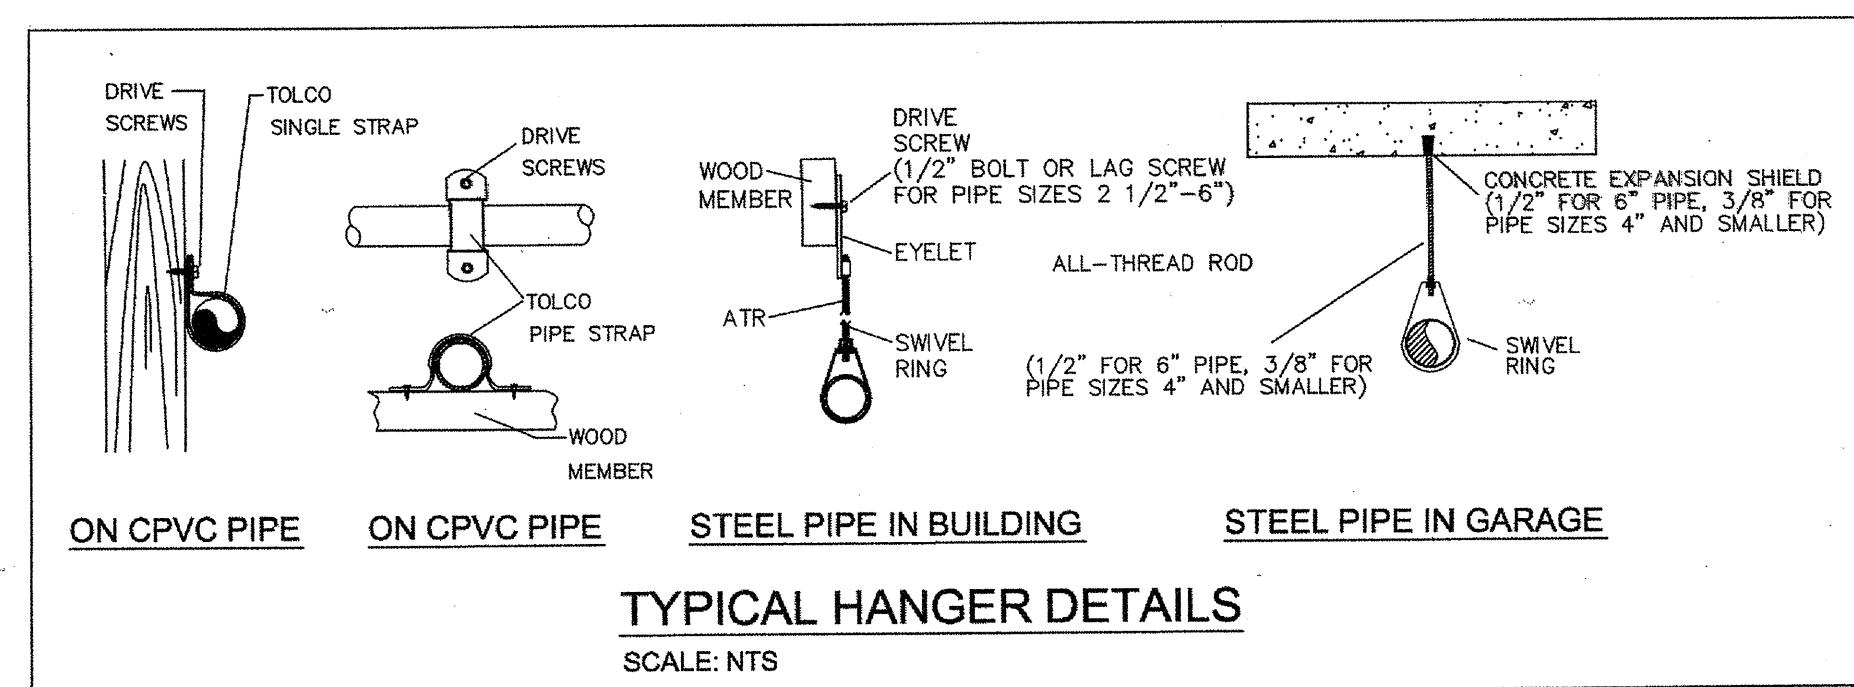 DRIVE
SCREWS
TOLCO
SINGLE STRAP
ON CPVC PIPE
DRIVE
SCREWS
TOLCO
PIPE STRAP
WOOD
MEMBER
ON CPVC PIPE
WOOD
MEMBER
DRIVE
SCREW
(1/2" BOLT OR LAG SCREW
FOR PIPE SIZES 2 1/2"-6")
EYELET
ATR
SWIVEL
RING
STEEL PIPE IN BUILDING
CONCRETE EXPANSION SHIELD
(1/2" FOR 6" PIPE, 3/8" FOR
PIPE SIZES 4" AND SMALLER)
ALL-THREAD ROD
(1/2" FOR 6" PIPE, 3/8" FOR
PIPE SIZES 4" AND SMALLER)
SWIVEL
RING
STEEL PIPE IN GARAGE
TYPICAL HANGER DETAILS
SCALE: NTS